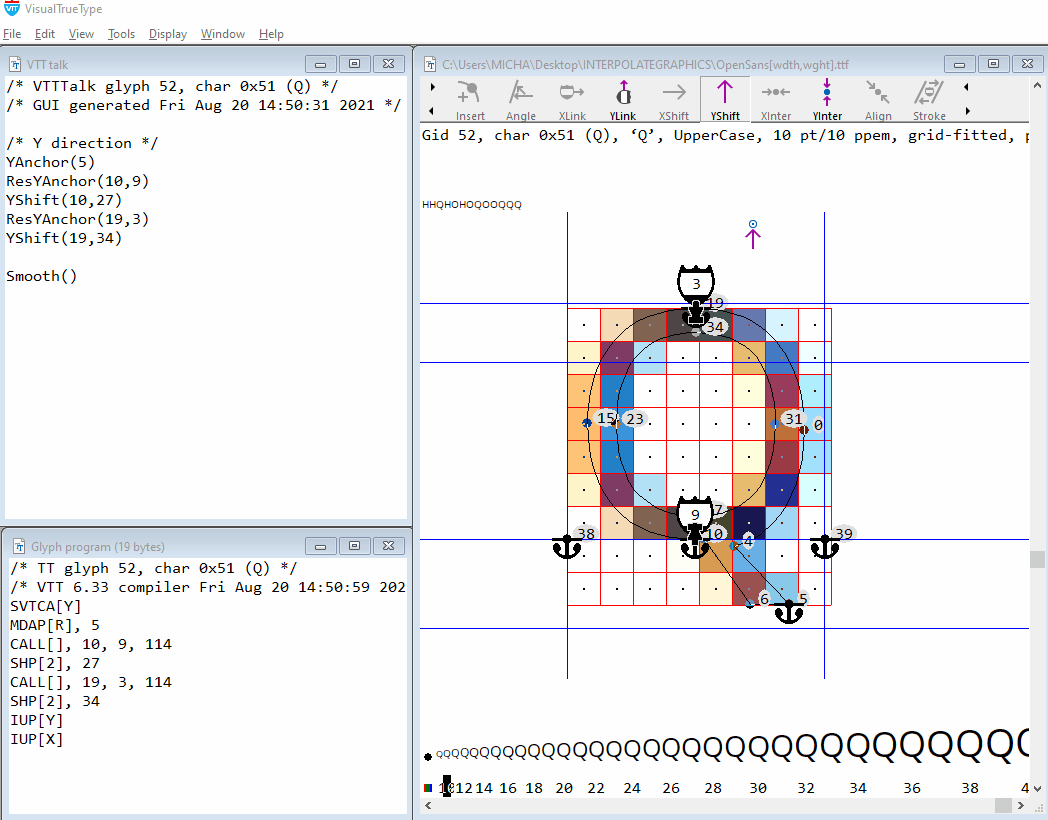 VisualTrueType
File Edit View Tools Display Window Help
VTT talk
/* VTTTalk glyph 52, char 0x51 (Q) */
/* GUI generated Fri Aug 20 14:50:31 2021 */
/* Y direction */
YAnchor(5)
ResYAnchor(10,9)
YShift(10,27)
ResYAnchor(19,3)
YShift(19,34)
Smooth()
Glyph program (19 bytes)
/* TT glyph 52, char 0x51 (Q) */
/* VTT 6.33 compiler Fri Aug 20 14:50:59 202
SVTCA[Y]
MDAP[R], 5
CALL[], 10, 9, 114
SHP[2], 27
CALL[], 19, 3, 114
SHP[2], 34
IUP[Y]
IUP[X]
C:\Users\MICHA\Desktop\INTERPOLATEGRAPHICS\OpenSans[wdth,wght].ttf
Insert Angle XLink YLink XShift YShift XInter YInter Align Stroke
Gid 52, char 0x51 (Q), ‘Q’, UpperCase, 10 pt/10 ppem, grid-fitted, p
HHQHOHOQOOQQQ
3
19
34
15 23 31 0
9
10 4
38 39
6 5
12 14 16 18 20 22 24 26 28 30 32 34 36 38 4